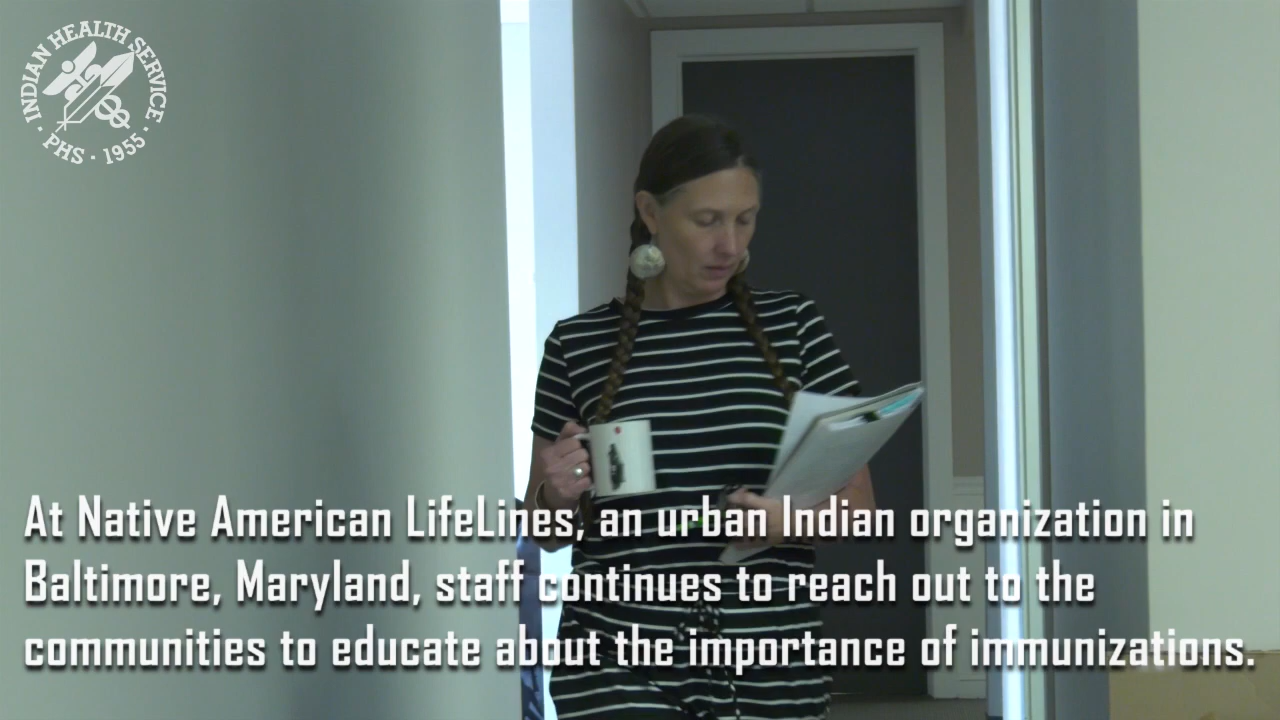 INDIAN HEALTH SERVICE
PHS · 1955
At Native American LifeLines, an urban Indian organization in
Baltimore, Maryland, staff continues to reach out to the
communities to educate about the importance of immunizations.